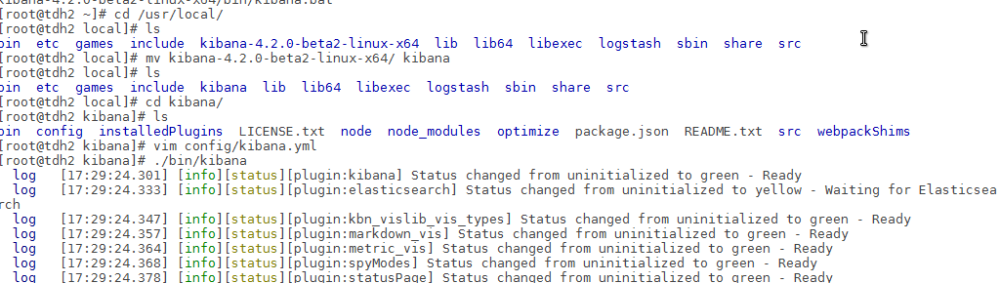 kibana-4.2.0-beta2-linux-x64/bin/kibana.bat
[root@tdh2 ~]# cd /usr/local/
[root@tdh2 local]# ls
bin etc games include kibana-4.2.0-beta2-linux-x64 lib lib64 libexec logstash sbin share src
[root@tdh2 local]# mv kibana-4.2.0-beta2-linux-x64/ kibana
[root@tdh2 local]# ls
bin etc games include kibana lib lib64 libexec logstash sbin share src
[root@tdh2 local]# cd kibana/
[root@tdh2 kibana]# ls
bin config installedPlugins LICENSE.txt node node_modules optimize package.json README.txt src webpackShims
[root@tdh2 kibana]# vim config/kibana.yml
[root@tdh2 kibana]# ./bin/kibana
log [17:29:24.301] [info][status][plugin:kibana] Status changed from uninitialized to green - Ready
log [17:29:24.333] [info][status][plugin:elasticsearch] Status changed from uninitialized to yellow - Waiting for Elasticsea
rch
log [17:29:24.347] [info][status][plugin:kbn_vislib_vis_types] Status changed from uninitialized to green - Ready
log [17:29:24.357] [info][status][plugin:markdown_vis] Status changed from uninitialized to green - Ready
log [17:29:24.364] [info][status][plugin:metric_vis] Status changed from uninitialized to green - Ready
log [17:29:24.368] [info][status][plugin:spyModes] Status changed from uninitialized to green - Ready
log [17:29:24.378] [info][status][plugin:statusPage] Status changed from uninitialized to green - Ready